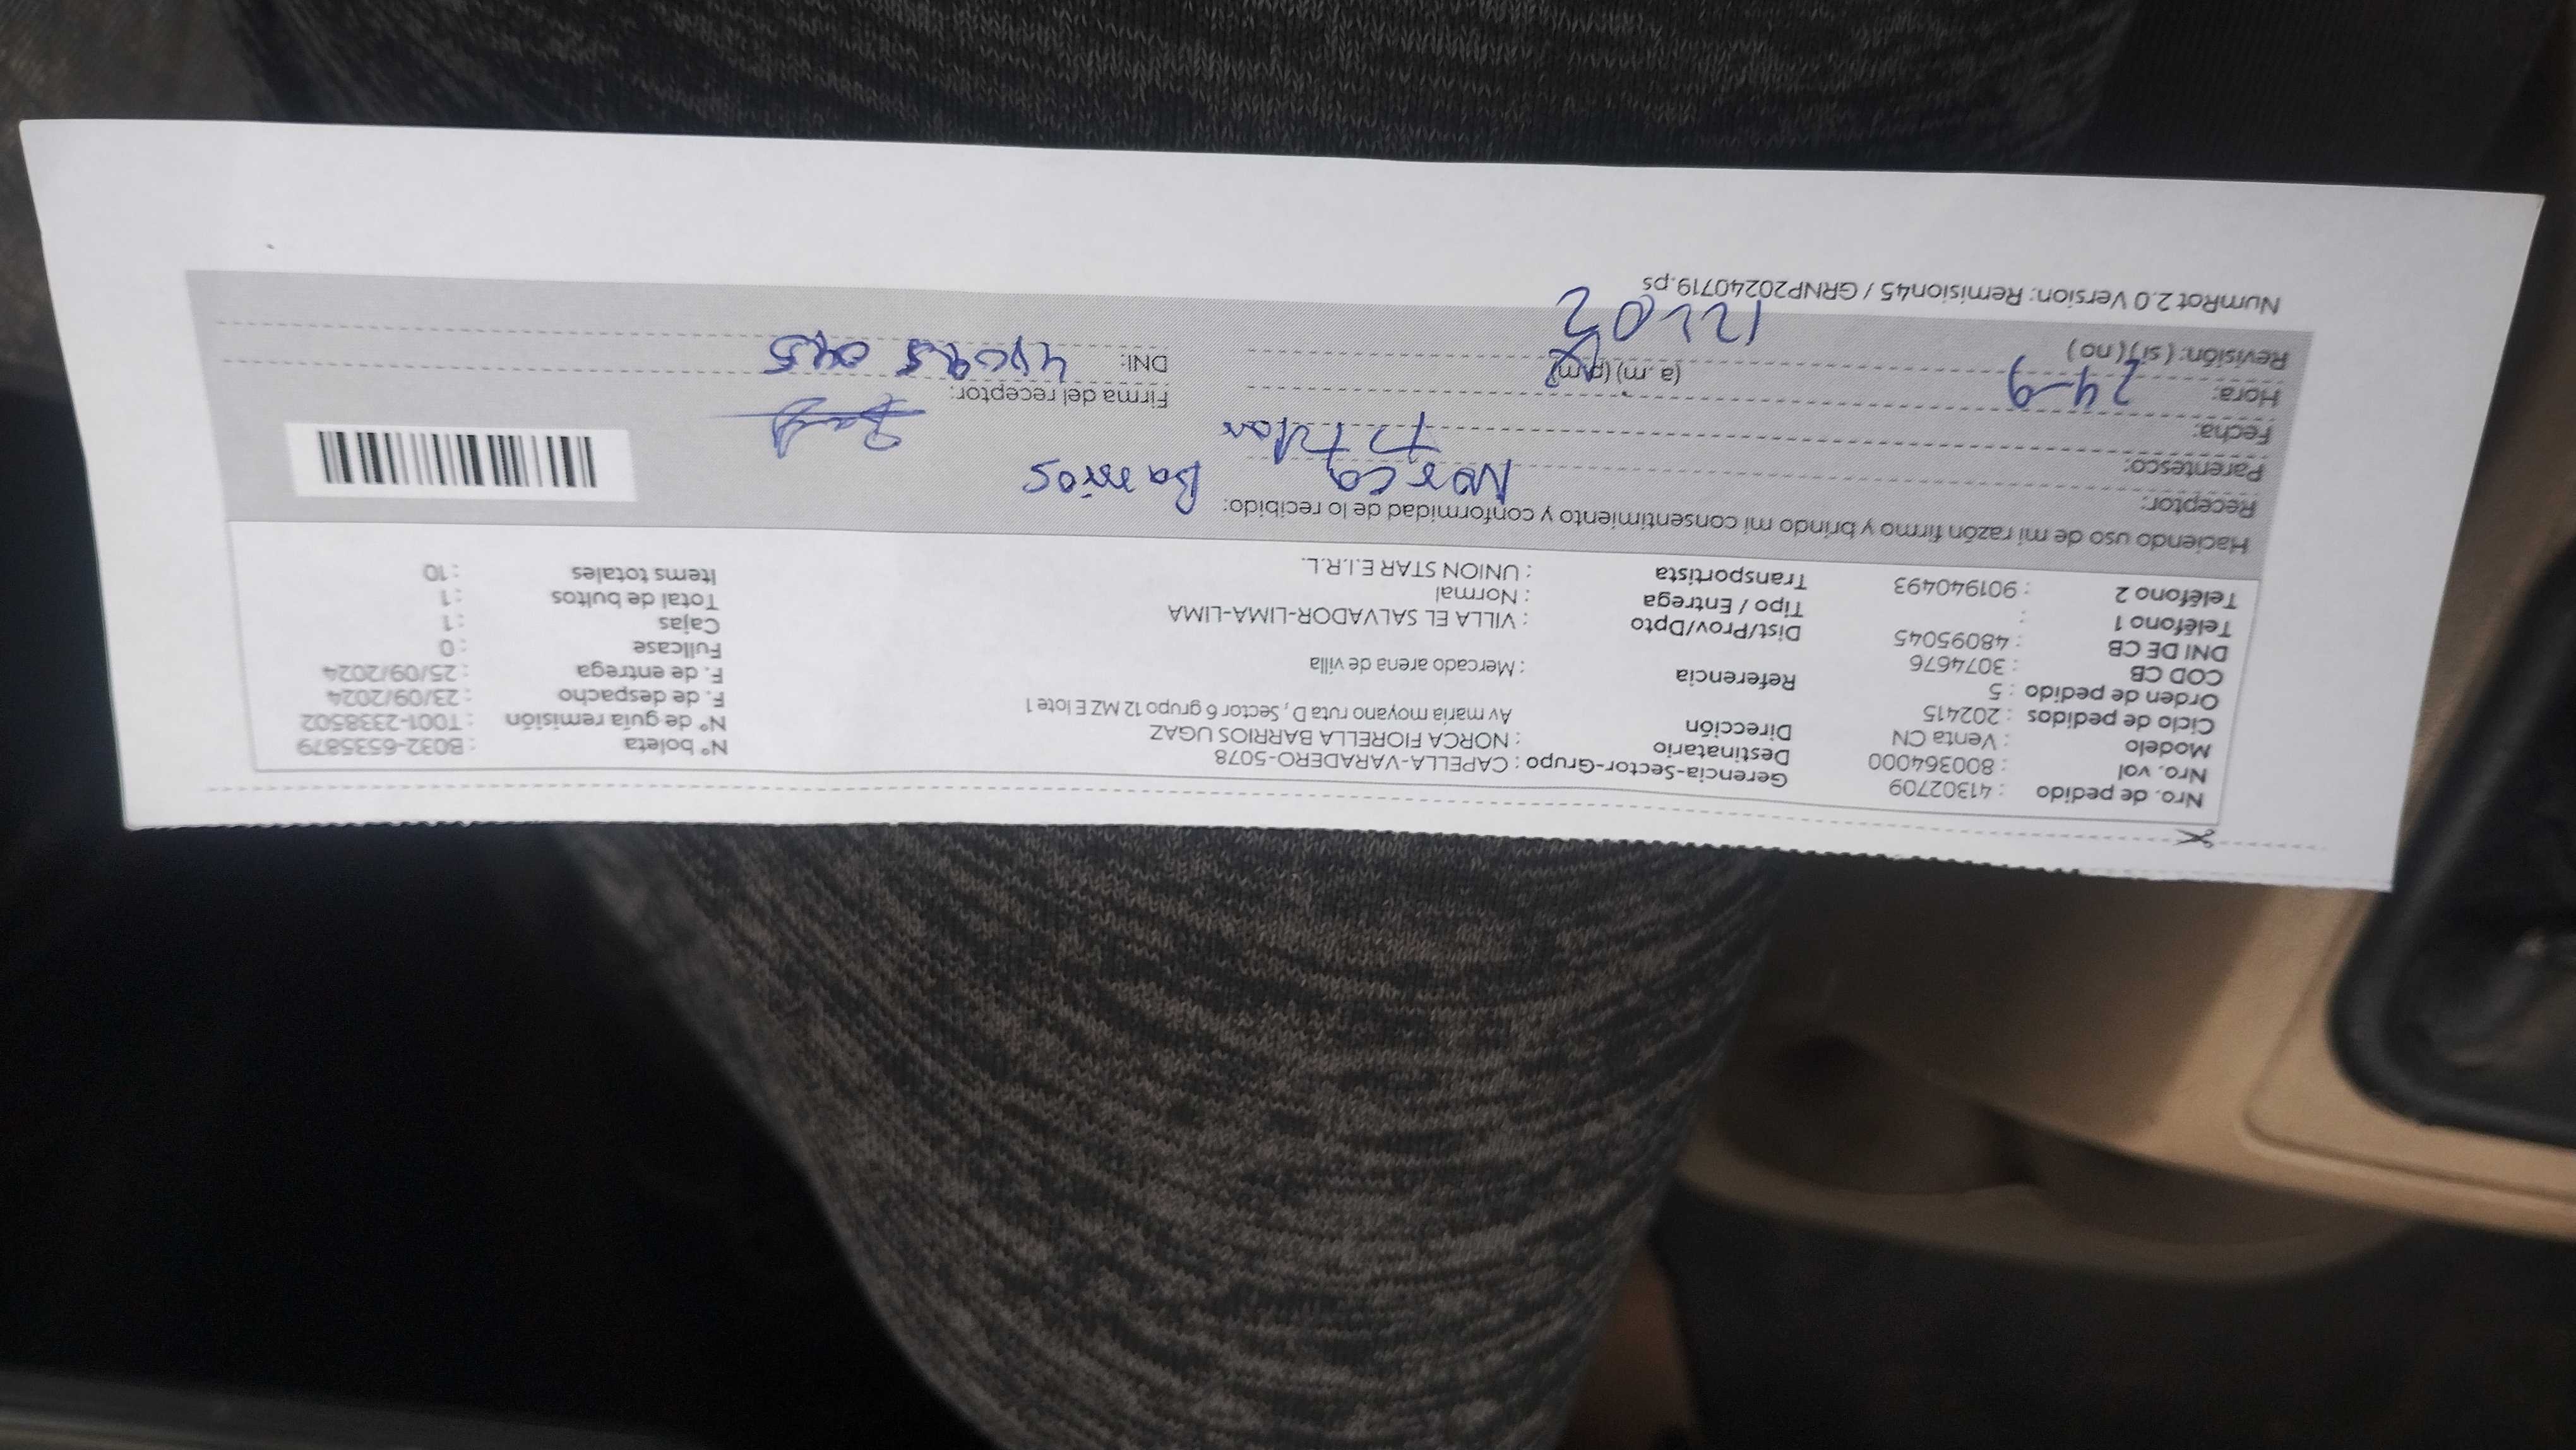 Nro. de pedido : 41302709 Gerencia-Sector-Grupo : CAPELLA-VARADERO-5078 N° boleta : B032-6535879
Nro. vol : 800364000 Destinatario : NORCA FIORELLA BARRIOS UGAZ N° de guía remisión : T001-2338502
Modelo : Venta CN Dirección Av maria moyano ruta D, Sector 6 grupo 12 MZ E lote 1 F. de despacho : 23/09/2024
Ciclo de pedidos : 202415 F. de entrega : 25/09/2024
Orden de pedido : 5 Referencia : Mercado arena de villa Fullcase : 0
COD CB : 3074676 Cajas : 1
DNI DE CB : 48095045 Dist/Prov/Dpto : VILLA EL SALVADOR-LIMA-LIMA Total de bultos : 1
Teléfono 1 : Tipo / Entrega : Normal Items totales : 10
Teléfono 2 : 901940493 Transportista : UNION STAR E.I.R.L.
Haciendo uso de mi razón firmo y brindo mi consentimiento y conformidad de lo recibido:
Receptor: Norca Barrios
Parentesco: Titular
Fecha: 24-9 Firma del receptor:
Hora: 12:02 (a. m) (p.m) DNI: 48095045
Revisión: ( si ) ( no )
NumRot 2.0 Version: Remision45 / GRNP20240719.ps